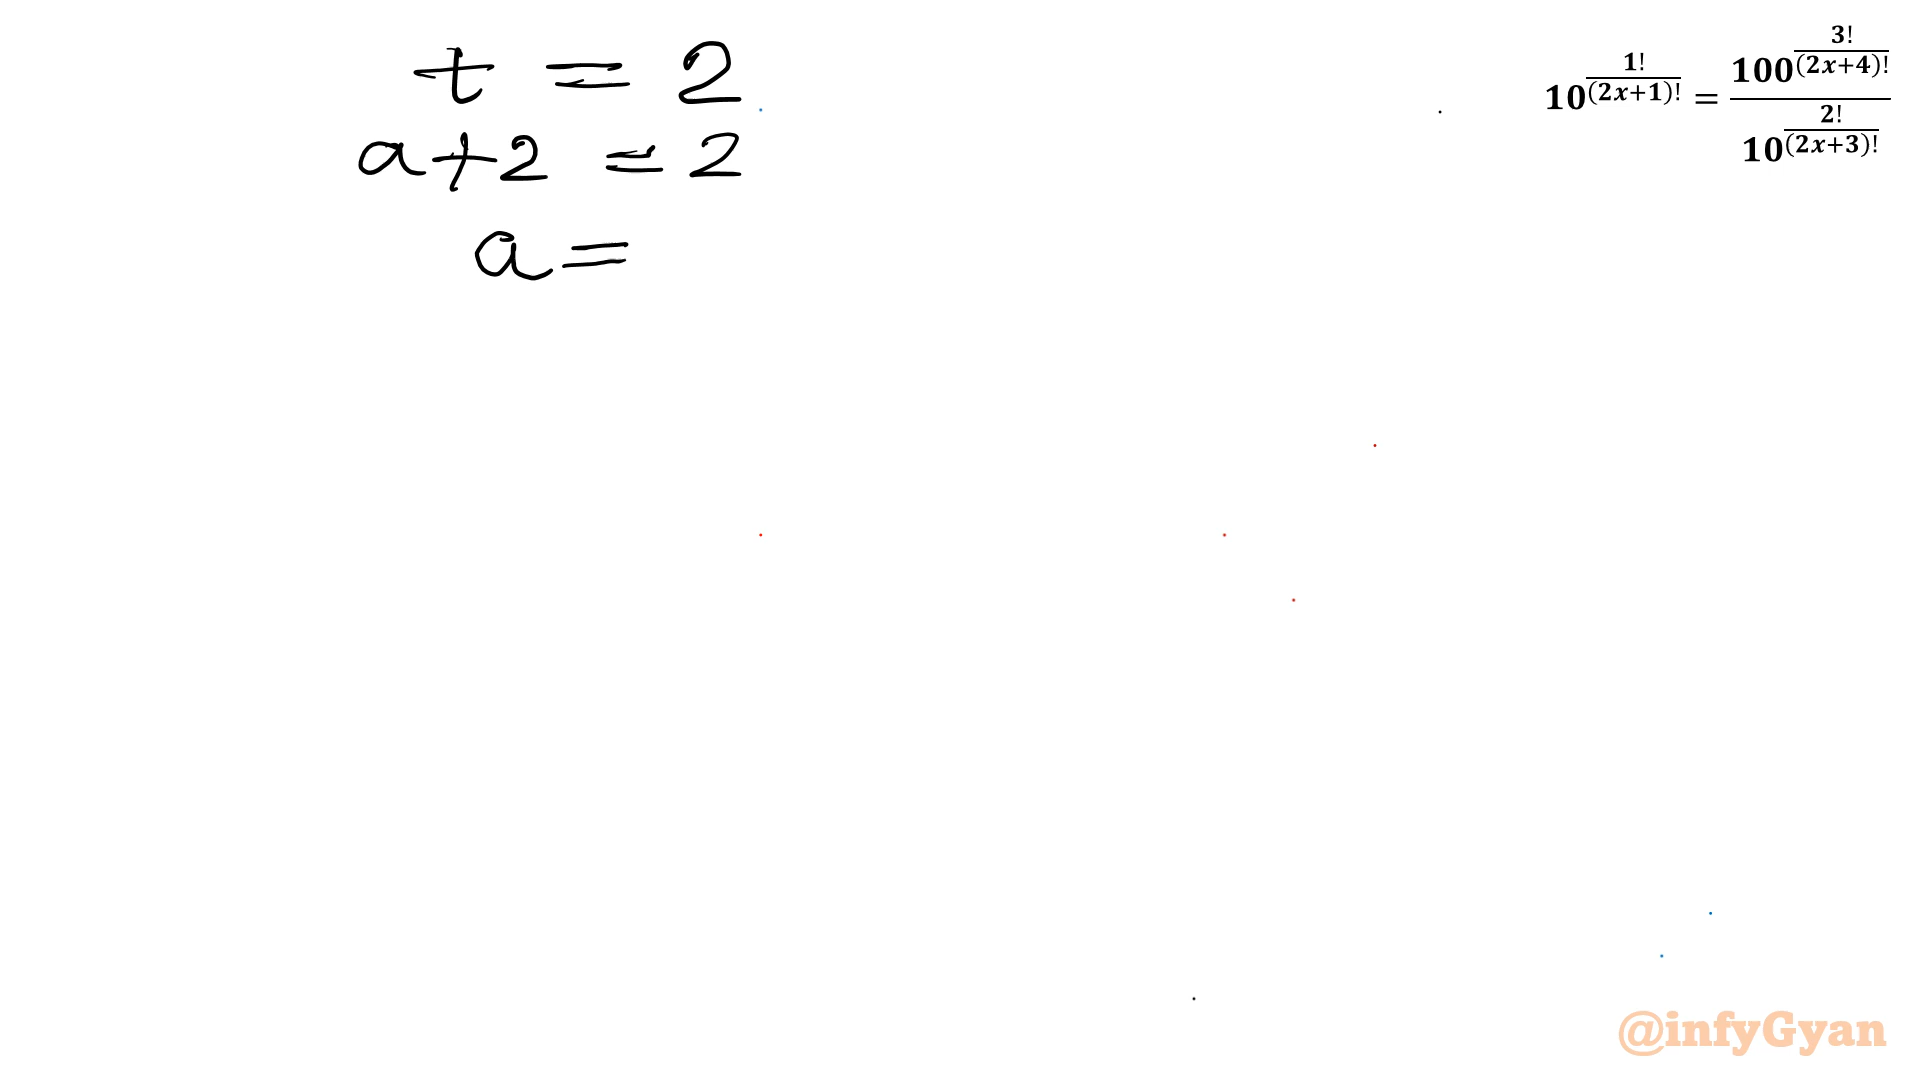 t = 2
a+2 = 2
a =
10^(1!/(2x+1)!) = 100^(3!/(2x+4)!) / 10^(2!/(2x+3)!)
@infyGyan